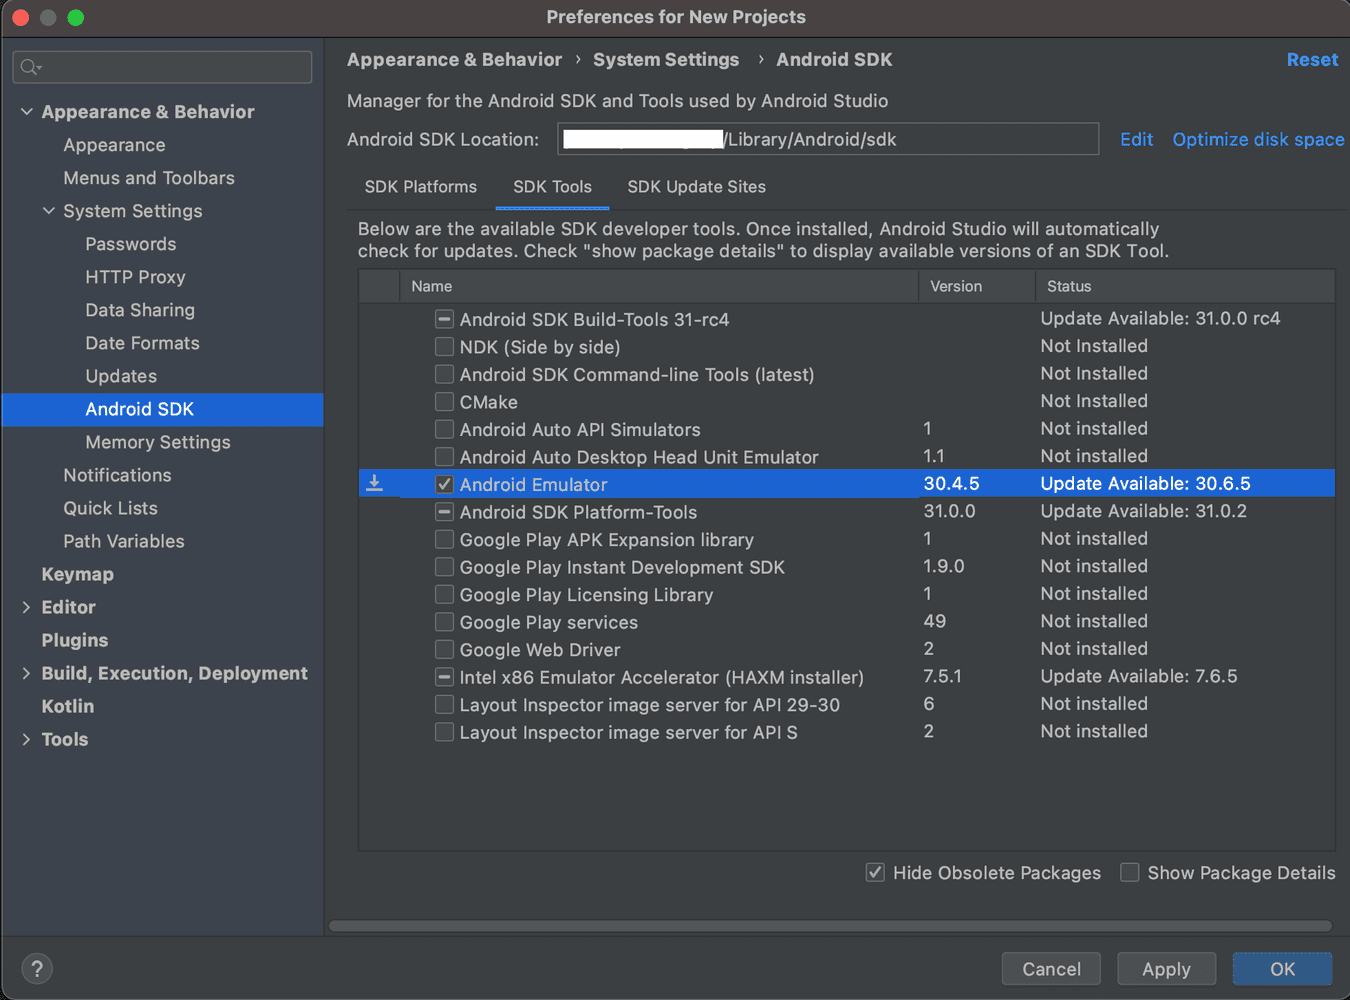 Preferences for New Projects
Appearance & Behavior
Appearance
Menus and Toolbars
System Settings
Passwords
HTTP Proxy
Data Sharing
Date Formats
Updates
Android SDK
Memory Settings
Notifications
Quick Lists
Path Variables
Keymap
Editor
Plugins
Build, Execution, Deployment
Kotlin
Tools
Appearance & Behavior › System Settings › Android SDK Reset
Manager for the Android SDK and Tools used by Android Studio
Android SDK Location: /Library/Android/sdk Edit Optimize disk space
SDK Platforms SDK Tools SDK Update Sites
Below are the available SDK developer tools. Once installed, Android Studio will automatically
check for updates. Check "show package details" to display available versions of an SDK Tool.
Name Version Status
Android SDK Build-Tools 31-rc4 Update Available: 31.0.0 rc4
NDK (Side by side) Not Installed
Android SDK Command-line Tools (latest) Not Installed
CMake Not Installed
Android Auto API Simulators 1 Not installed
Android Auto Desktop Head Unit Emulator 1.1 Not installed
Android Emulator 30.4.5 Update Available: 30.6.5
Android SDK Platform-Tools 31.0.0 Update Available: 31.0.2
Google Play APK Expansion library 1 Not installed
Google Play Instant Development SDK 1.9.0 Not installed
Google Play Licensing Library 1 Not installed
Google Play services 49 Not installed
Google Web Driver 2 Not installed
Intel x86 Emulator Accelerator (HAXM installer) 7.5.1 Update Available: 7.6.5
Layout Inspector image server for API 29-30 6 Not installed
Layout Inspector image server for API S 2 Not installed
Hide Obsolete Packages Show Package Details
? Cancel Apply OK